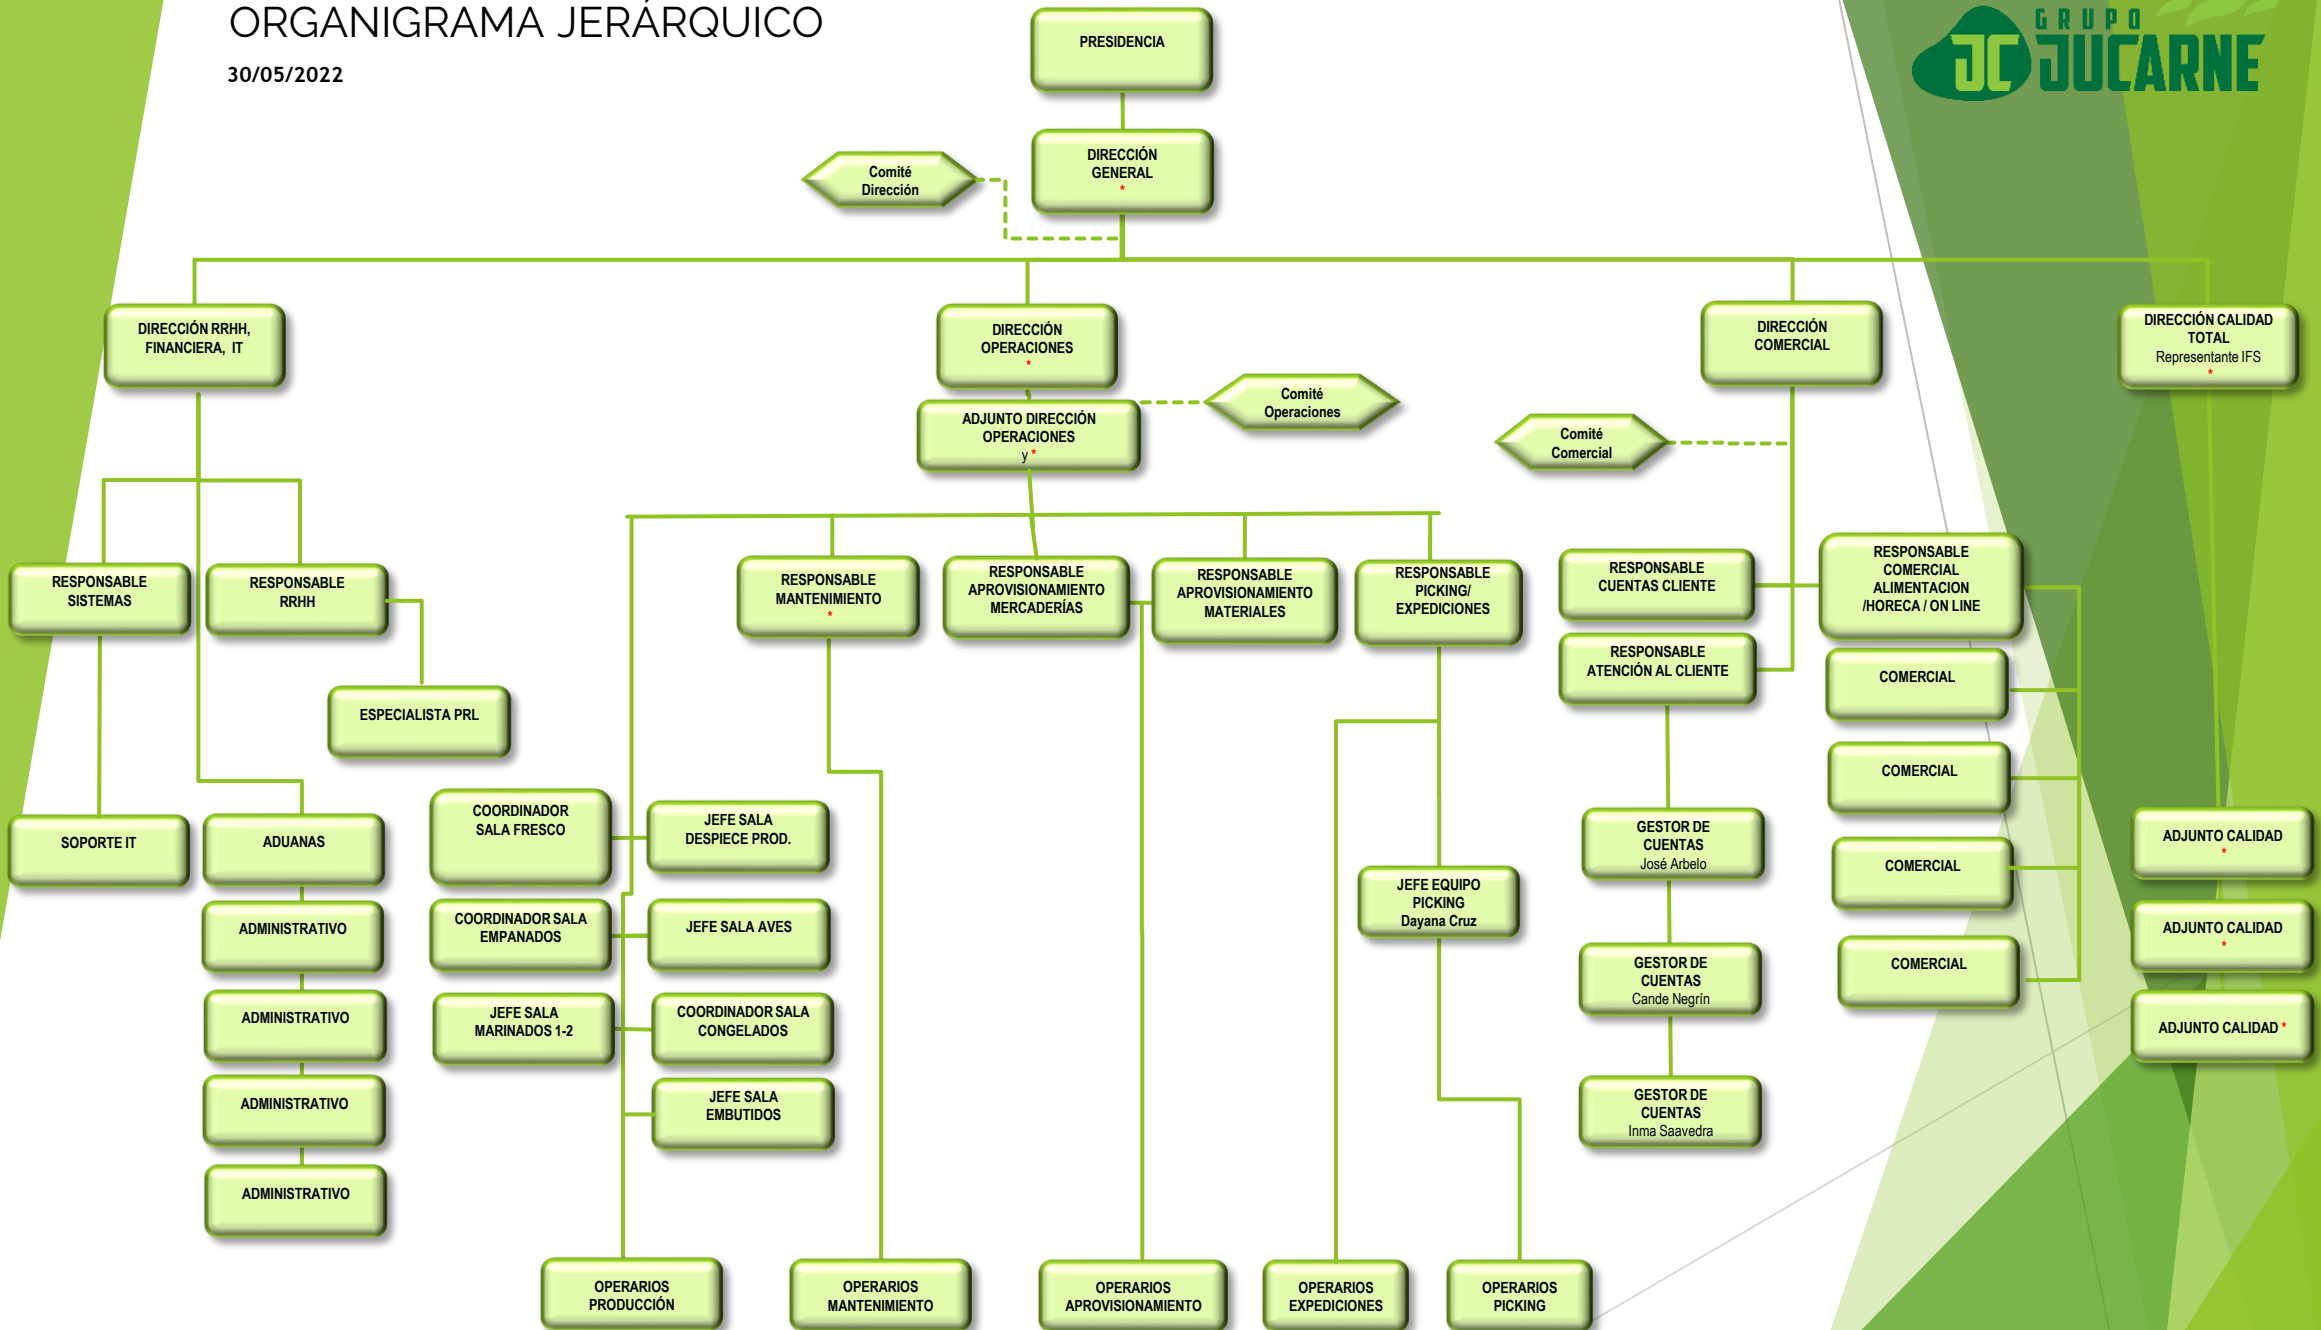 ORGANIGRAMA JERÁRQUICO
30/05/2022
GRUPO
JC JUCARNE
PRESIDENCIA
DIRECCIÓN
GENERAL
*
Comité
Dirección
DIRECCIÓN RRHH,
FINANCIERA, IT
DIRECCIÓN
OPERACIONES
*
DIRECCIÓN
COMERCIAL
DIRECCIÓN CALIDAD
TOTAL
Representante IFS
*
ADJUNTO DIRECCIÓN
OPERACIONES
y *
Comité
Operaciones
Comité
Comercial
RESPONSABLE
SISTEMAS
RESPONSABLE
RRHH
RESPONSABLE
MANTENIMIENTO
*
RESPONSABLE
APROVISIONAMIENTO
MERCADERÍAS
RESPONSABLE
APROVISIONAMIENTO
MATERIALES
RESPONSABLE
PICKING/
EXPEDICIONES
RESPONSABLE
CUENTAS CLIENTE
RESPONSABLE
COMERCIAL
ALIMENTACION
/HORECA / ON LINE
RESPONSABLE
ATENCIÓN AL CLIENTE
COMERCIAL
ESPECIALISTA PRL
COMERCIAL
SOPORTE IT
ADUANAS
COORDINADOR
SALA FRESCO
JEFE SALA
DESPIECE PROD.
GESTOR DE
CUENTAS
José Arbelo
COMERCIAL
ADJUNTO CALIDAD
*
JEFE EQUIPO
PICKING
Dayana Cruz
ADMINISTRATIVO
COORDINADOR SALA
EMPANADOS
JEFE SALA AVES
ADJUNTO CALIDAD
*
GESTOR DE
CUENTAS
Cande Negrín
COMERCIAL
ADMINISTRATIVO
JEFE SALA
MARINADOS 1-2
COORDINADOR SALA
CONGELADOS
ADJUNTO CALIDAD *
ADMINISTRATIVO
JEFE SALA
EMBUTIDOS
GESTOR DE
CUENTAS
Inma Saavedra
ADMINISTRATIVO
OPERARIOS
PRODUCCIÓN
OPERARIOS
MANTENIMIENTO
OPERARIOS
APROVISIONAMIENTO
OPERARIOS
EXPEDICIONES
OPERARIOS
PICKING